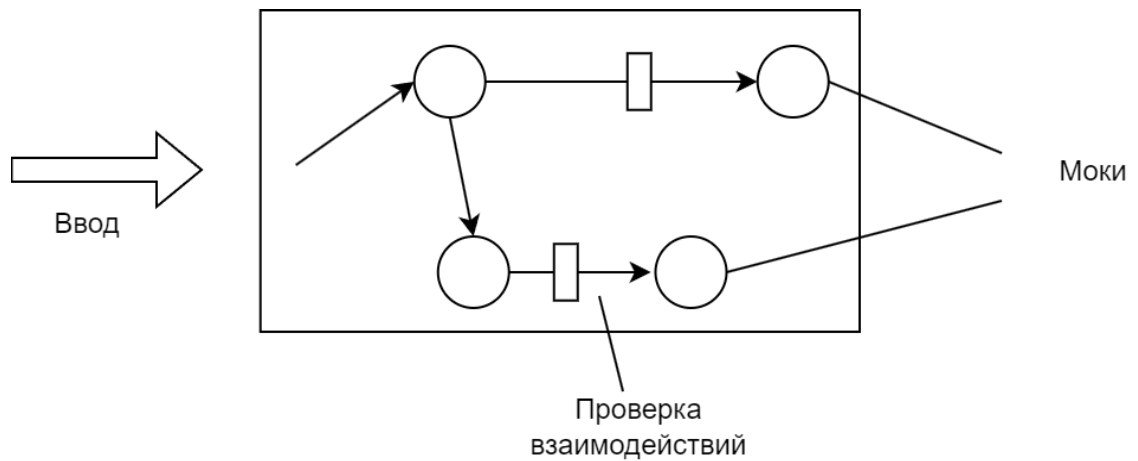 Ввод
Моки
Проверка
взаимодействий